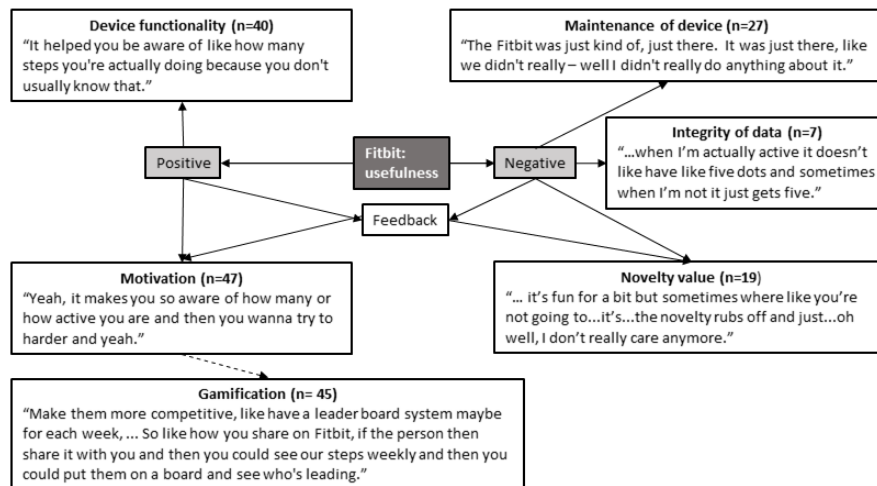 Device functionality (n=40)
“It helped you be aware of like how many
steps you're actually doing because you don't
usually know that.”
Maintenance of device (n=27)
“The Fitbit was just kind of, just there.  It was just there, like
we didn't really – well I didn't really do anything about it.”
Integrity of data (n=7)
“…when I’m actually active it doesn’t
like have like five dots and sometimes
when I’m not it just gets five.”
Positive
Fitbit:
usefulness
Negative
Feedback
Motivation (n=47)
“Yeah, it makes you so aware of how many or
how active you are and then you wanna try to
harder and yeah.”
Novelty value (n=19)
“… it’s fun for a bit but sometimes where like you’re
not going to...it’s...the novelty rubs off and just...oh
well, I don’t really care anymore.”
Gamification (n= 45)
“Make them more competitive, like have a leader board system maybe
for each week, ... So like how you share on Fitbit, if the person then
share it with you and then you could see our steps weekly and then you
could put them on a board and see who's leading.”